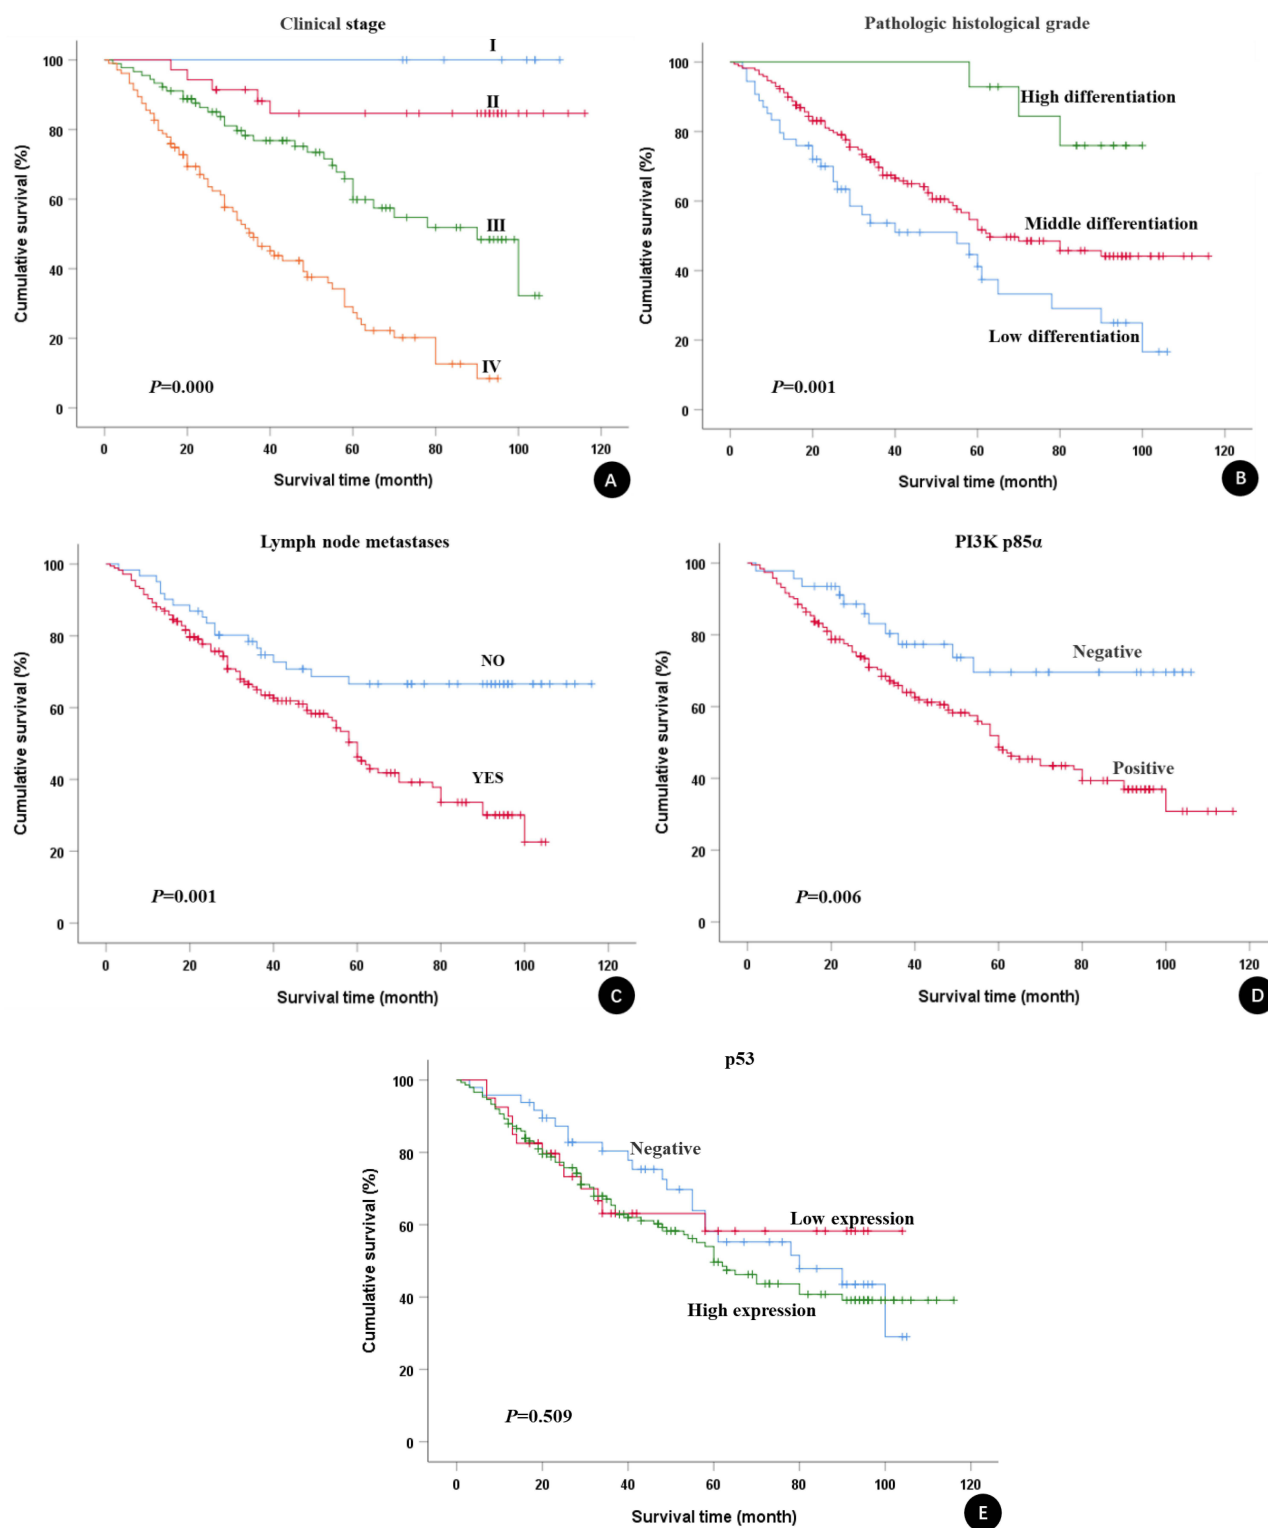 Clinical stage
Cumulative survival (%)
100
80
60
40
20
0
I
II
III
IV
P=0.000
0 20 40 60 80 100 120
Survival time (month)
A
Pathologic histological grade
Cumulative survival (%)
100
80
60
40
20
0
High differentiation
Middle differentiation
Low differentiation
P=0.001
0 20 40 60 80 100 120
Survival time (month)
B
Lymph node metastases
Cumulative survival (%)
100
80
60
40
20
0
NO
YES
P=0.001
0 20 40 60 80 100 120
Survival time (month)
C
PI3K p85α
Cumulative survival (%)
100
80
60
40
20
0
Negative
Positive
P=0.006
0 20 40 60 80 100 120
Survival time (month)
D
p53
Cumulative survival (%)
100
80
60
40
20
0
Negative
Low expression
High expression
P=0.509
0 20 40 60 80 100 120
Survival time (month)
E